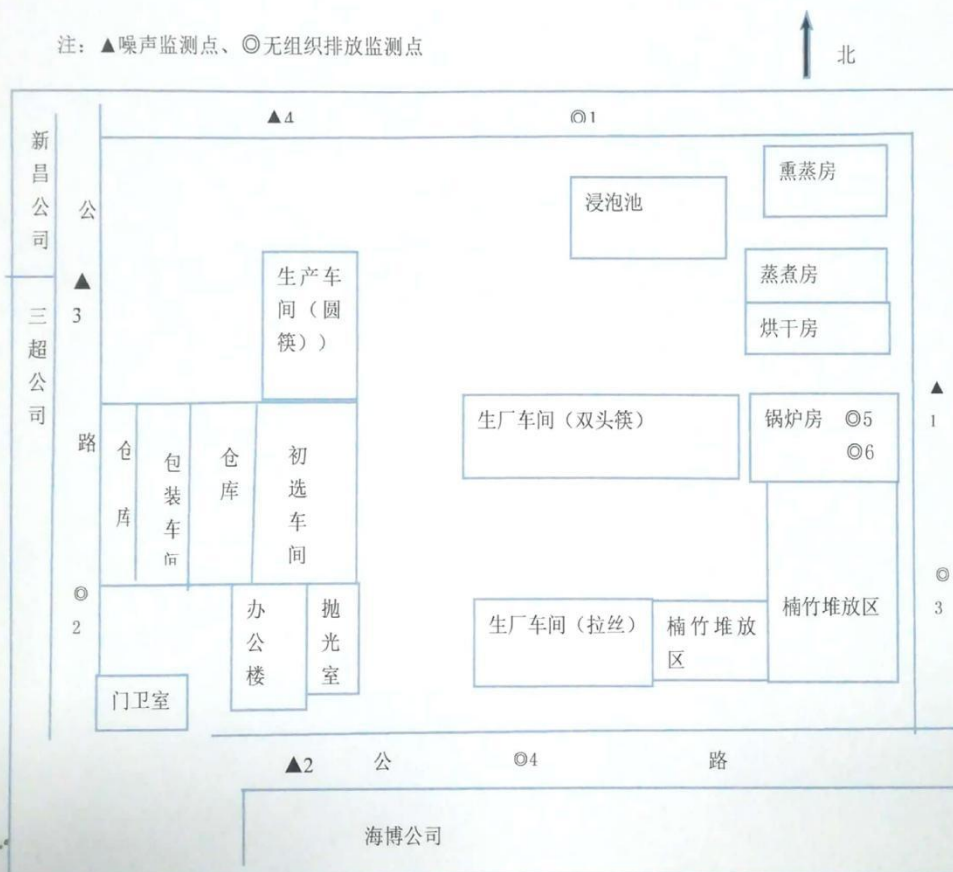 注：▲噪声监测点、◎无组织排放监测点
北
▲4
◎1
新昌公司
公
熏蒸房
浸泡池
生产车
间（圆
筷））
蒸煮房
▲
3
三超公司
烘干房
▲
1
路
生厂车间（双头筷）
锅炉房 ◎5
◎6
仓库
包装车间
仓库
初选车间
◎
2
◎
3
办公楼
抛光室
生厂车间（拉丝）
楠竹堆放
区
楠竹堆放区
门卫室
▲2
公
◎4
路
海博公司